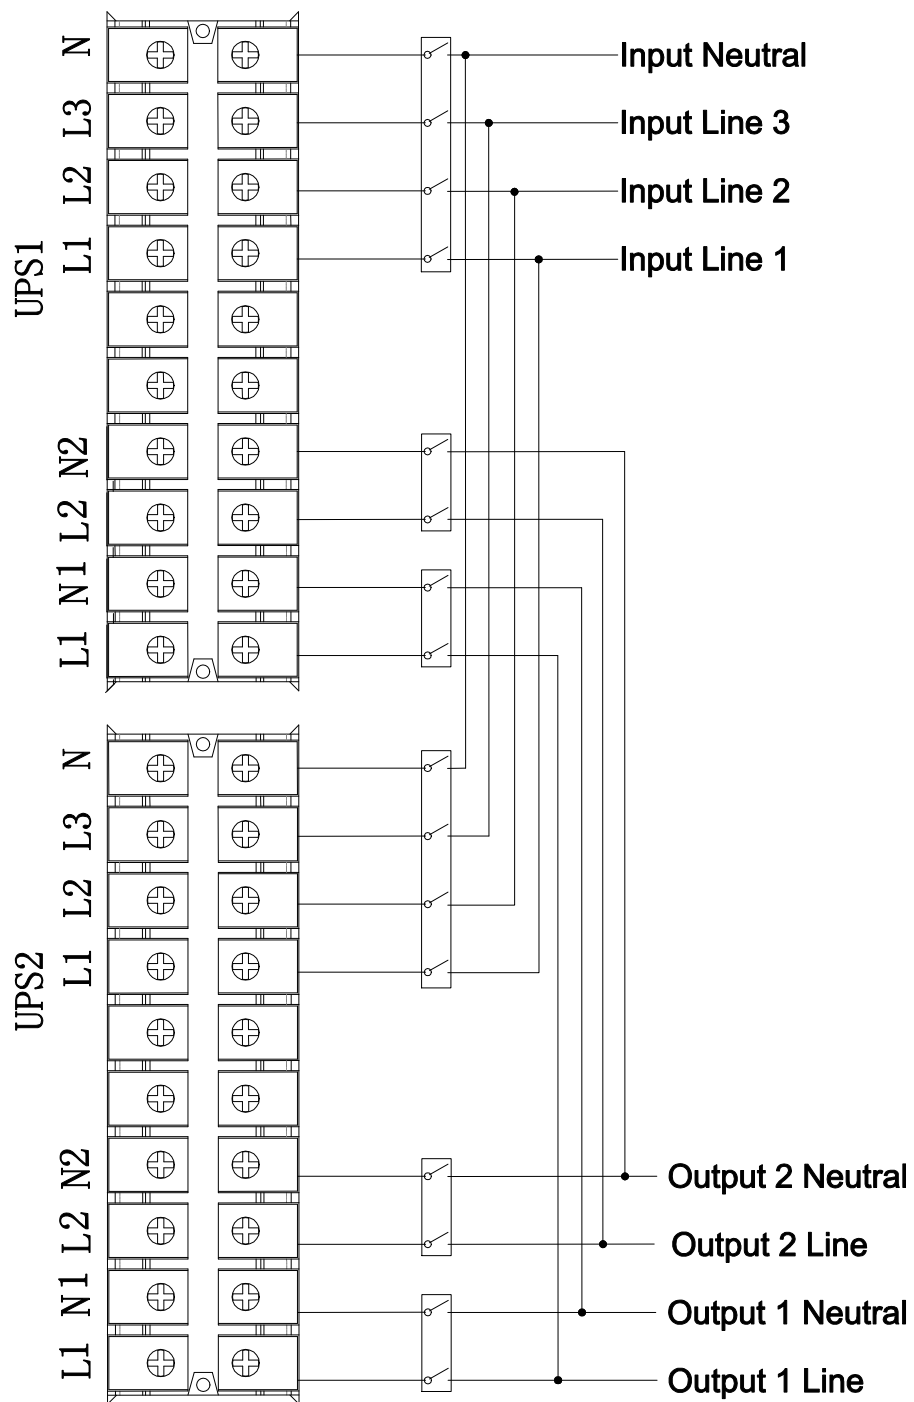 N
Input Neutral
L3
Input Line 3
L2
Input Line 2
L1
Input Line 1
UPS1
N2
L2
N1
L1
N
L3
L2
L1
UPS2
N2
Output 2 Neutral
L2
Output 2 Line
N1
Output 1 Neutral
L1
Output 1 Line